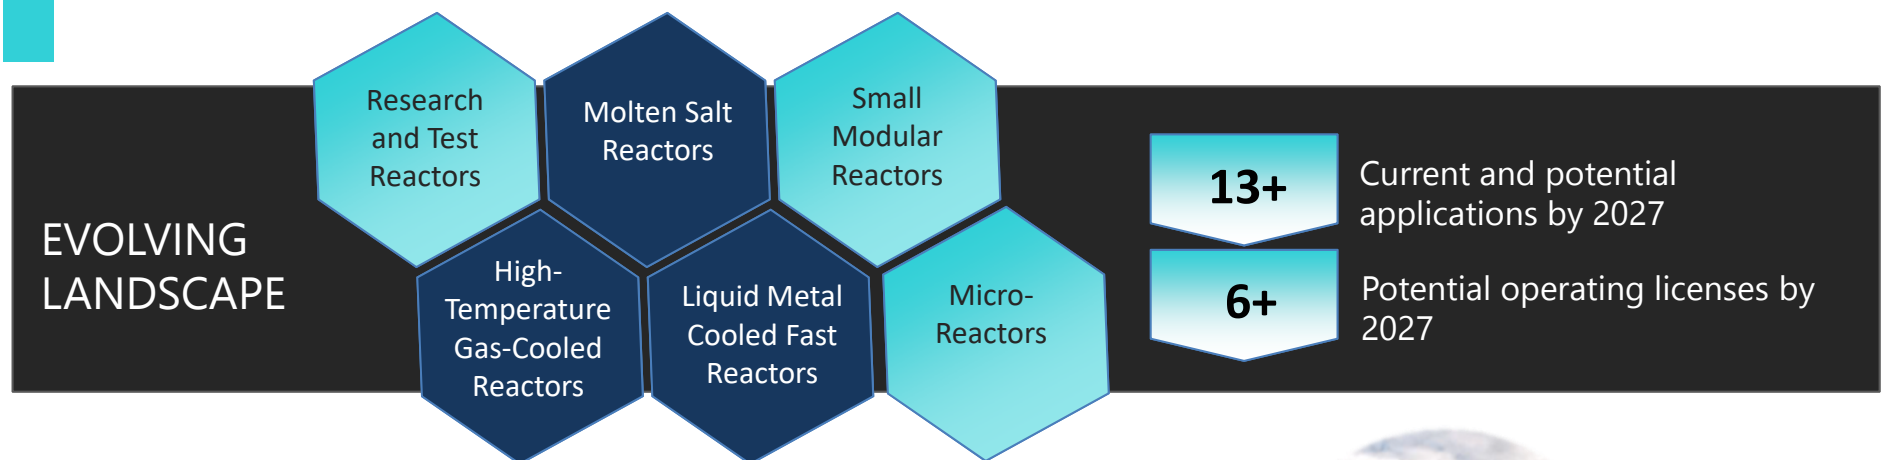 EVOLVING
LANDSCAPE
Research
and Test
Reactors
Molten Salt
Reactors
Small
Modular
Reactors
High-
Temperature
Gas-Cooled
Reactors
Liquid Metal
Cooled Fast
Reactors
Micro-
Reactors
13+
Current and potential
applications by 2027
6+
Potential operating licenses by
2027